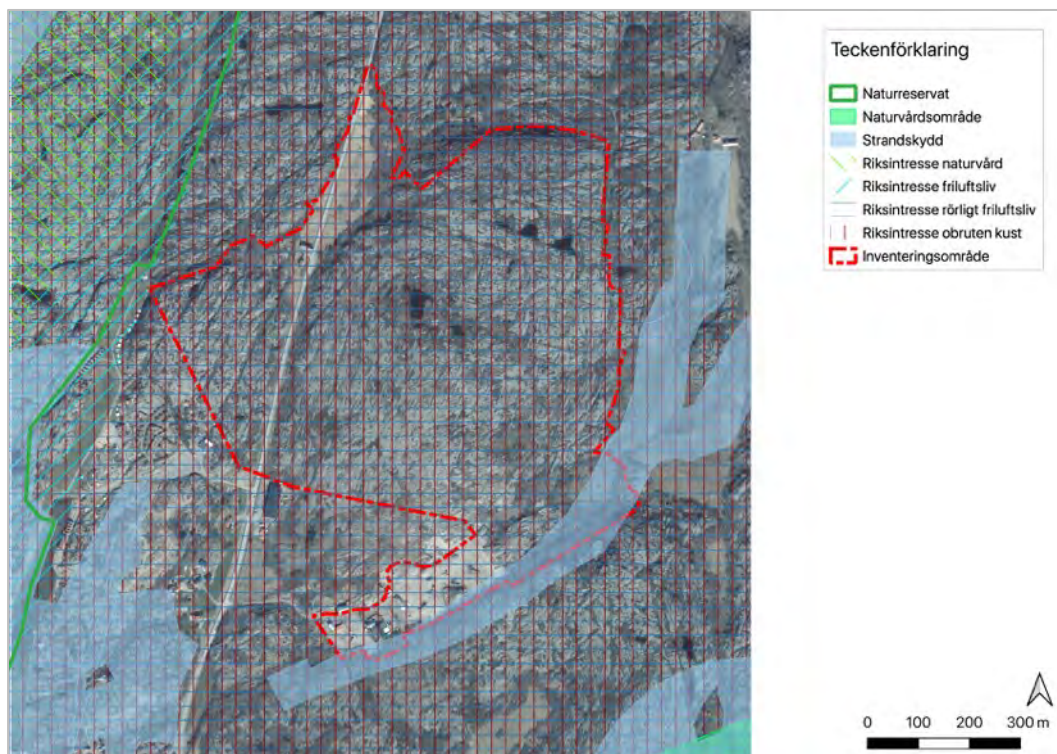 Teckenförklaring
Naturreservat
Naturvårdsområde
Strandskydd
Riksintresse naturvård
Riksintresse friluftsliv
Riksintresse rörligt friluftsliv
Riksintresse obruten kust
Inventeringsområde
0 100 200 300 m